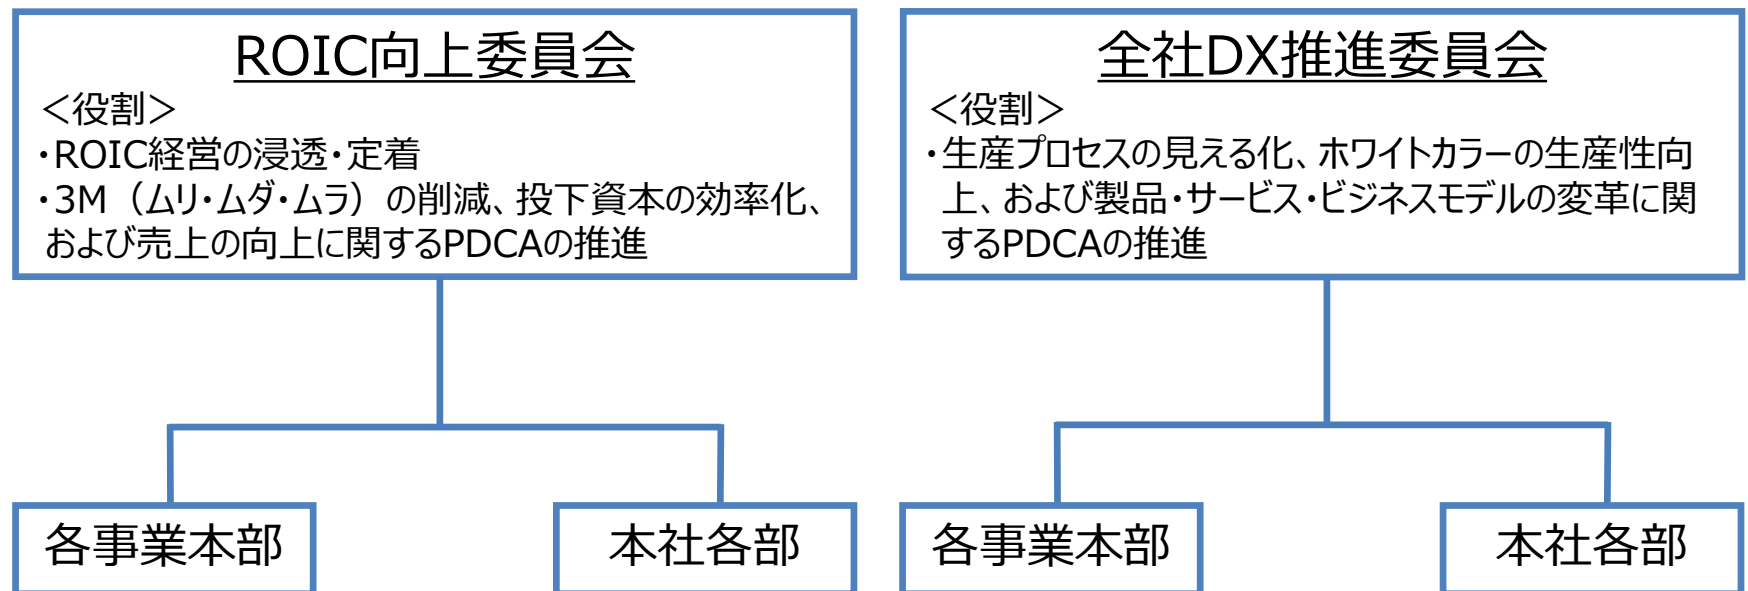 ROIC向上委員会
＜役割＞
・ROIC経営の浸透・定着
・3M（ムリ・ムダ・ムラ）の削減、投下資本の効率化、
および売上の向上に関するPDCAの推進
全社DX推進委員会
＜役割＞
・生産プロセスの見える化、ホワイトカラーの生産性向
上、および製品・サービス・ビジネスモデルの変革に関
するPDCAの推進
各事業本部
本社各部
各事業本部
本社各部